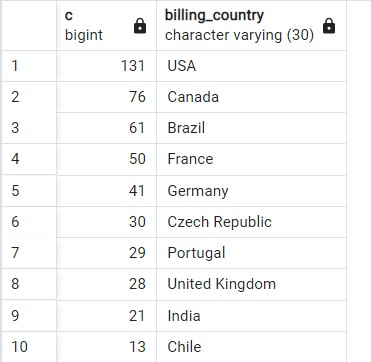 c billing_country
bigint character varying (30)
1 131 USA
2 76 Canada
3 61 Brazil
4 50 France
5 41 Germany
6 30 Czech Republic
7 29 Portugal
8 28 United Kingdom
9 21 India
10 13 Chile